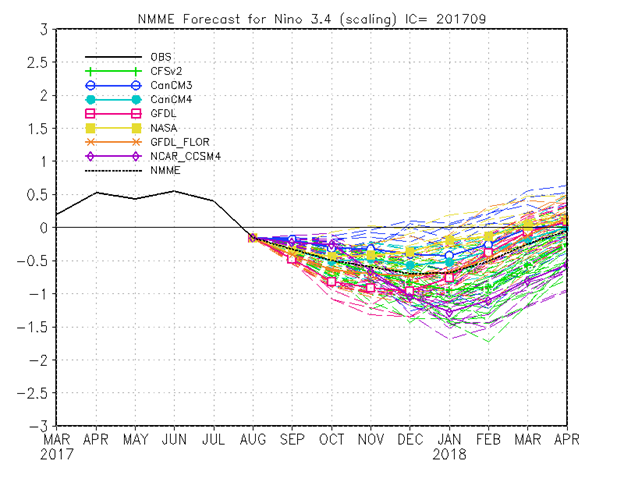 NMME Forecast for Nino 3.4 (scaling) IC= 201709
3
2.5
2
1.5
1
0.5
0
−0.5
−1
−1.5
−2
−2.5
−3
OBS
CFSv2
CanCM3
CanCM4
GFDL
NASA
GFDL_FLOR
NCAR_CCSM4
NMME
MAR APR MAY JUN JUL AUG SEP OCT NOV DEC JAN FEB MAR APR
2017 2018